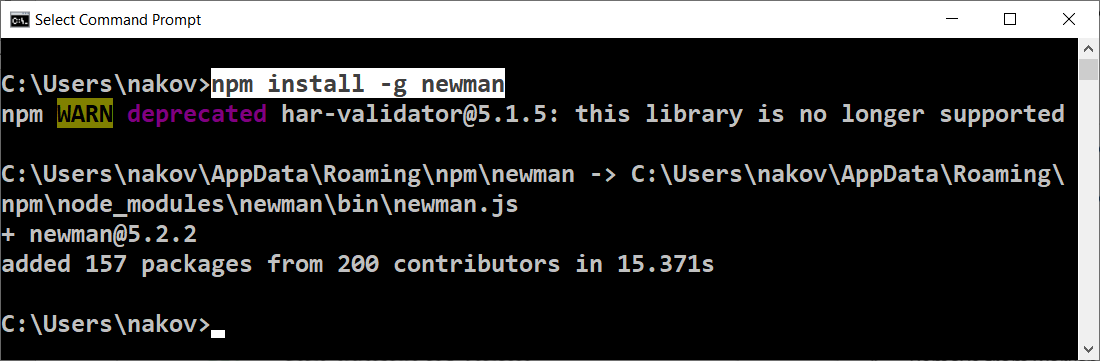 Select Command Prompt
C:\Users\nakov>npm install -g newman
npm WARN deprecated har-validator@5.1.5: this library is no longer supported
C:\Users\nakov\AppData\Roaming\npm\newman -> C:\Users\nakov\AppData\Roaming\
npm\node_modules\newman\bin\newman.js
+ newman@5.2.2
added 157 packages from 200 contributors in 15.371s
C:\Users\nakov>